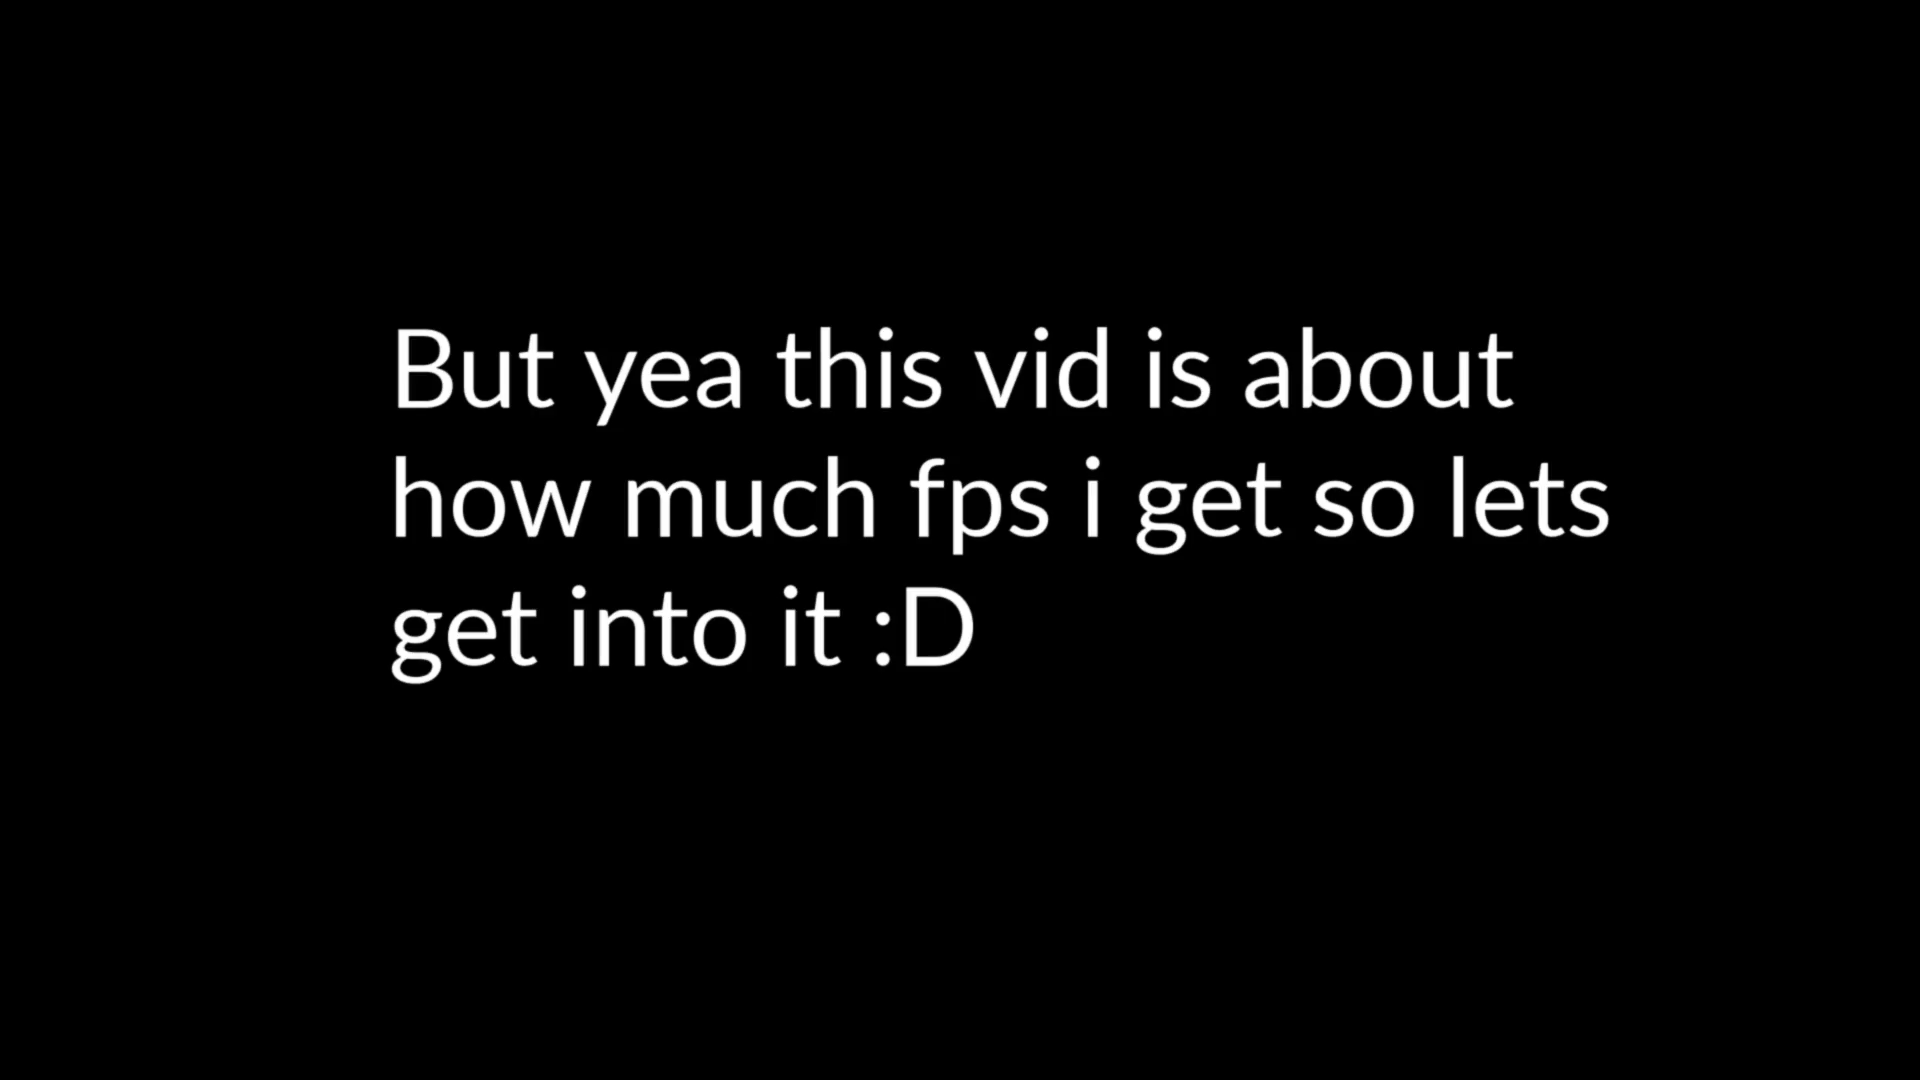 But yea this vid is about
how much fps i get so lets
get into it :D